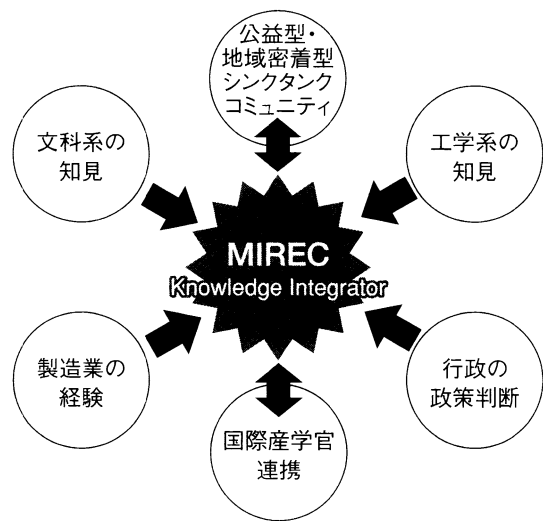 公益型・
地域密着型
シンクタンク
コミュニティ
文科系の
知見
工学系の
知見
MIREC
Knowledge Integrator
製造業の
経験
行政の
政策判断
国際産学官
連携